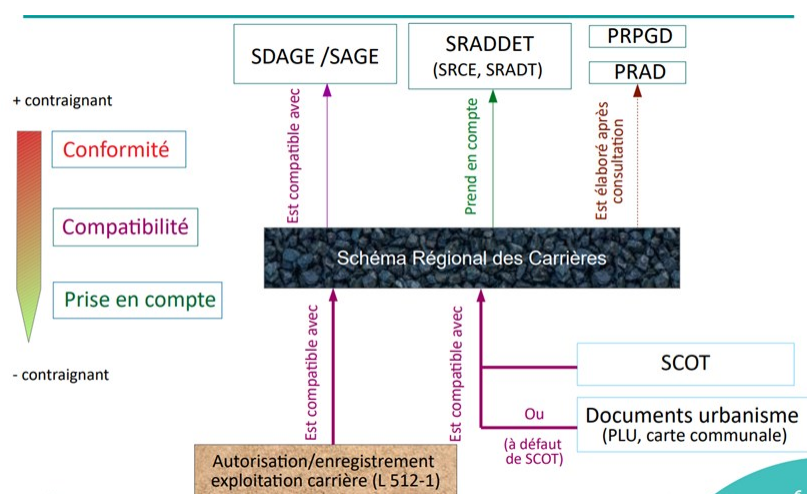 SDAGE /SAGE
SRADDET
(SRCE, SRADT)
PRPGD
PRAD
+ contraignant
Conformité
Compatibilité
Prise en compte
- contraignant
Est compatible avec
Prend en compte
Est élaboré après
consultation
Schéma Régional des Carrières
Est compatible avec
Est compatible avec
SCOT
Ou
(à défaut
de SCOT)
Documents urbanisme
(PLU, carte communale)
Autorisation/enregistrement
exploitation carrière (L 512-1)